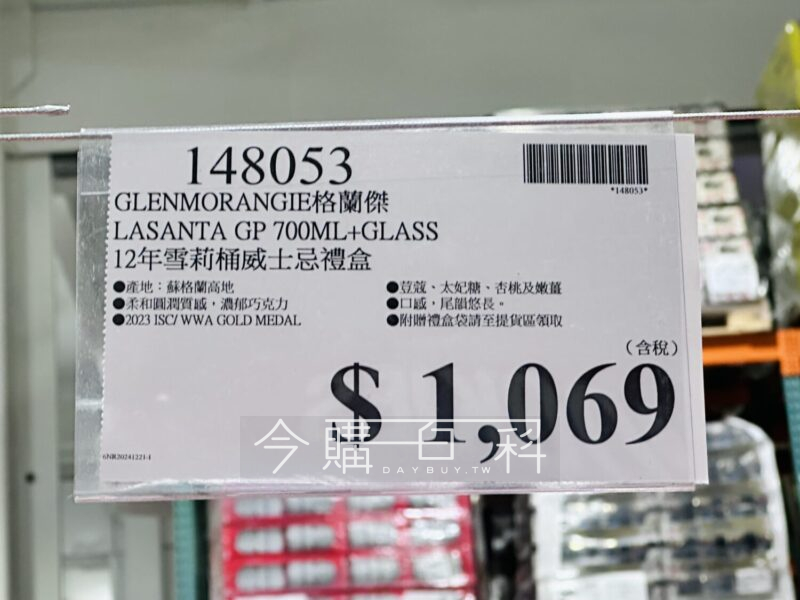 148053
*148053*
GLENMORANGIE格蘭傑
LASANTA GP 700ML+GLASS
12年雪莉桶威士忌禮盒
●產地：蘇格蘭高地
●柔和圓潤質感，濃郁巧克力
●2023 ISC/ WWA GOLD MEDAL
●荳蔻、太妃糖、杏桃及嫩薑
●口感，尾韻悠長。
●附贈禮盒袋請至提貨區領取
（含稅）
$ 1,069
今購百科
DAYBUY.TW
6NR20241221-1